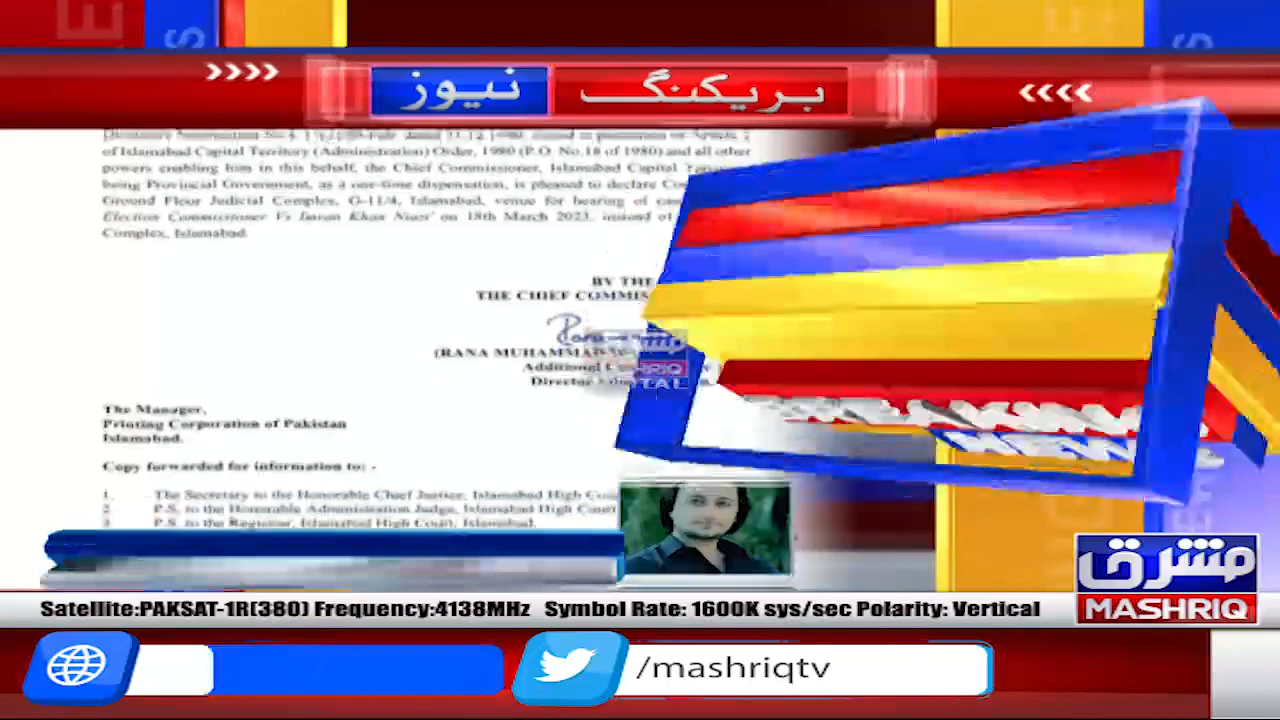 بریکنگ نیوز
of Islamabad Capital Territory (Administration) Order, 1980 (P.O. No.18 of 1980) and all other
powers enabling him in this behalf, the Chief Commissioner, Islamabad Capital
being Provincial Government, as a one-time dispensation, is pleased to declare
Ground Floor Judicial Complex, G-11/4, Islamabad, venue for hearing of
Election Commissioner Vs Imran Khan Niazi' on 18th March 2023, instead of
Complex, Islamabad.
BY THE
THE CHIEF
(RANA MUHAMMAD
Additional
Director
The Manager,
Printing Corporation of Pakistan
Islamabad.
Copy forwarded for information to: -
1. The Secretary to the Honorable Chief Justice, Islamabad High
2. P.S. to the Honorable Administration Judge, Islamabad High Court
3. P.S. to the Registrar, Islamabad High Court, Islamabad.
مشرق
MASHRIQ
Satellite:PAKSAT-1R(380) Frequency:4138MHz Symbol Rate: 1600K sys/sec Polarity: Vertical
/mashriqtv